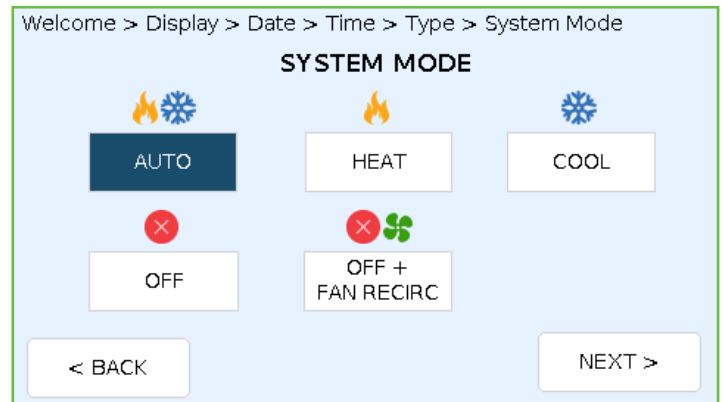 Welcome > Display > Date > Time > Type > System Mode
SYSTEM MODE
AUTO
HEAT
COOL
OFF
OFF +
FAN RECIRC
< BACK
NEXT >